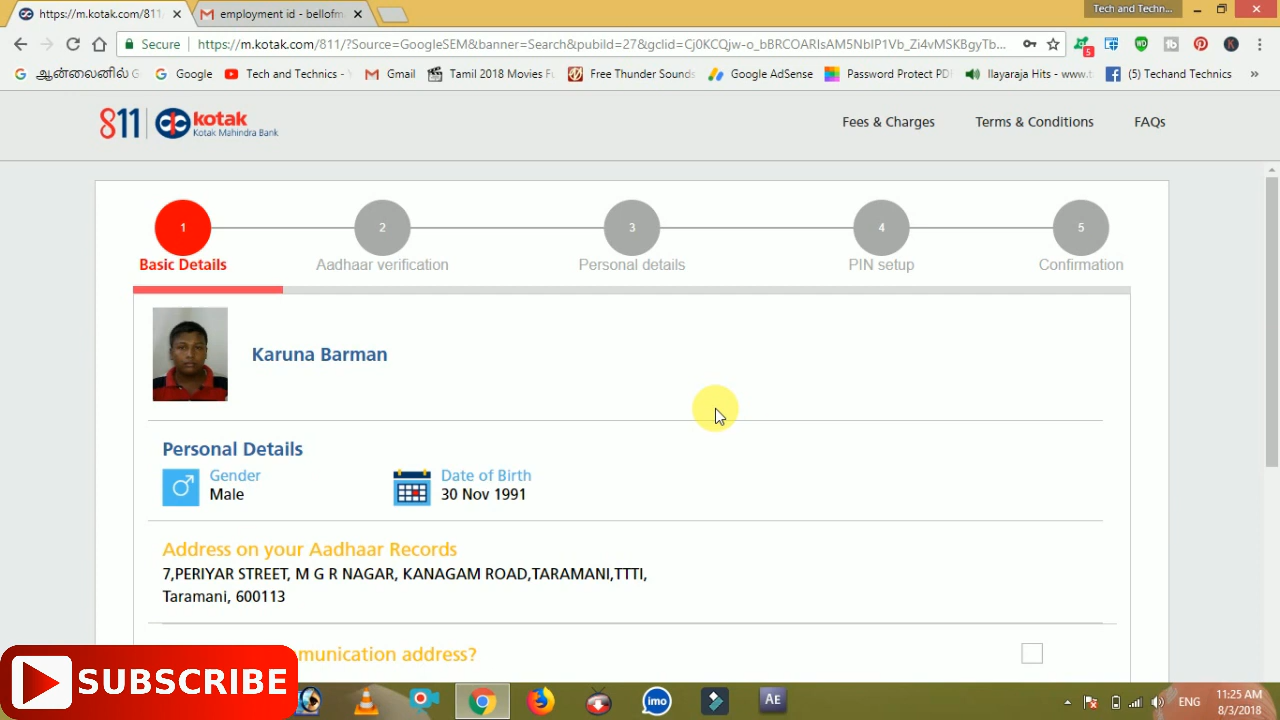 https://m.kotak.com/811/
employment id - bellofm
Tech and Techn...
Secure
https://m.kotak.com/811/?Source=GoogleSEM&banner=Search&pubiId=27&gclid=Cj0KCQjw-o_bBRCOARIsAM5NbIP1Vb_Zi4vMSKBgyTb...
5
ஆன்லைனில் G
Google
Tech and Technics -
Gmail
Tamil 2018 Movies Fu
Free Thunder Sounds
Google AdSense
Password Protect PD
Ilayaraja Hits - www.t
(5) Techand Technics
»
811 kotak
Kotak Mahindra Bank
Fees & Charges
Terms & Conditions
FAQs
1
2
3
4
5
Basic Details
Aadhaar verification
Personal details
PIN setup
Confirmation
Karuna Barman
Personal Details
Gender
Male
Date of Birth
30 Nov 1991
Address on your Aadhaar Records
7,PERIYAR STREET, M G R NAGAR, KANAGAM ROAD,TARAMANI,TTTI,
Taramani, 600113
munication address?
SUBSCRIBE
imo
AE
ENG
11:25 AM
8/3/2018